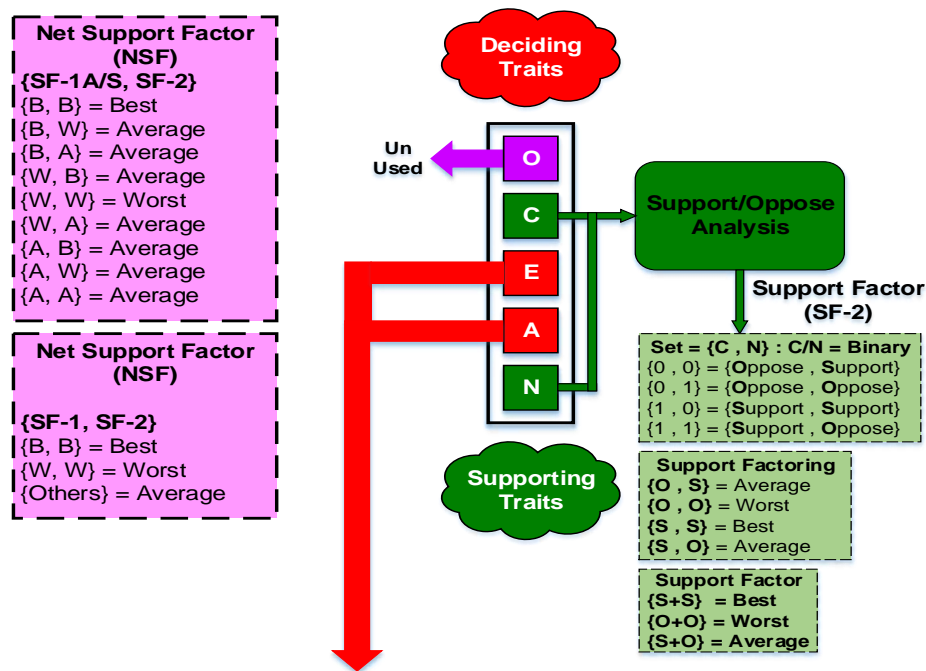 Net Support Factor
(NSF)
{SF-1A/S, SF-2}
{B, B} = Best
{B, W} = Average
{B, A} = Average
{W, B} = Average
{W, W} = Worst
{W, A} = Average
{A, B} = Average
{A, W} = Average
{A, A} = Average
Net Support Factor
(NSF)
{SF-1, SF-2}
{B, B} = Best
{W, W} = Worst
{Others} = Average
Deciding
Traits
Un
Used
O
C
E
A
N
Supporting
Traits
Support/Oppose
Analysis
Support Factor
(SF-2)
Set = {C , N} : C/N = Binary
{0 , 0} = {Oppose , Support}
{0 , 1} = {Oppose , Oppose}
{1 , 0} = {Support , Support}
{1 , 1} = {Support , Oppose}
Support Factoring
{O , S} = Average
{O , O} = Worst
{S , S} = Best
{S , O} = Average
Support Factor
{S+S} = Best
{O+O} = Worst
{S+O} = Average